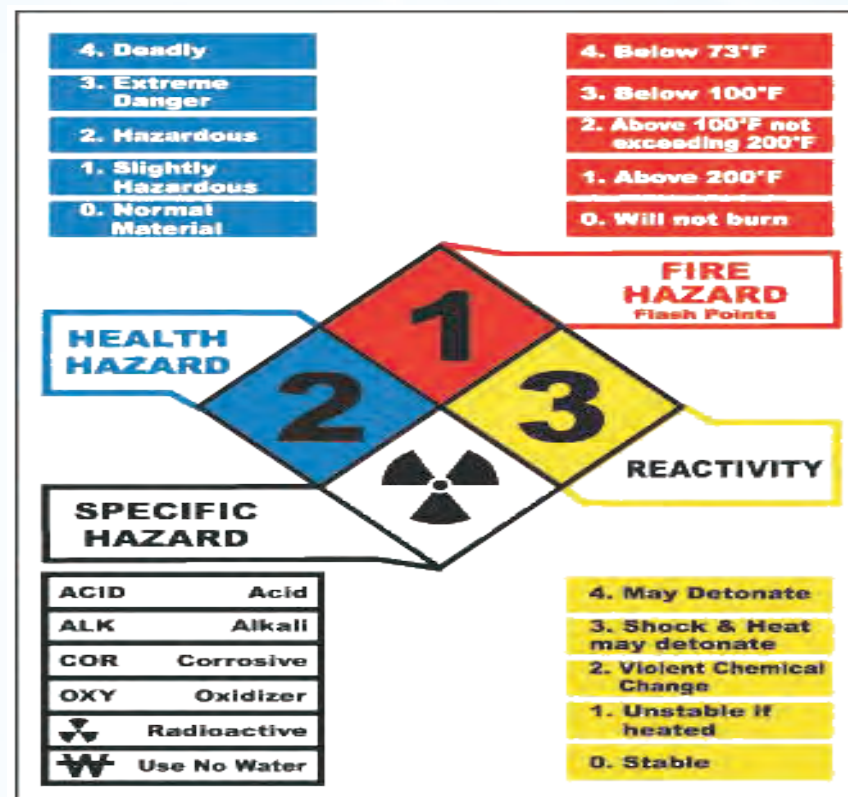 4. Deadly
3. Extreme
Danger
2. Hazardous
1. Slightly
Hazardous
0. Normal
Material
4. Below 73°F
3. Below 100°F
2. Above 100°F not
exceeding 200°F
1. Above 200°F
0. Will not burn
FIRE
HAZARD
Flash Points
HEALTH
HAZARD
1
2
3
REACTIVITY
SPECIFIC
HAZARD
ACID Acid
ALK Alkali
COR Corrosive
OXY Oxidizer
Radioactive
W Use No Water
4. May Detonate
3. Shock & Heat
may detonate
2. Violent Chemical
Change
1. Unstable if
heated
0. Stable